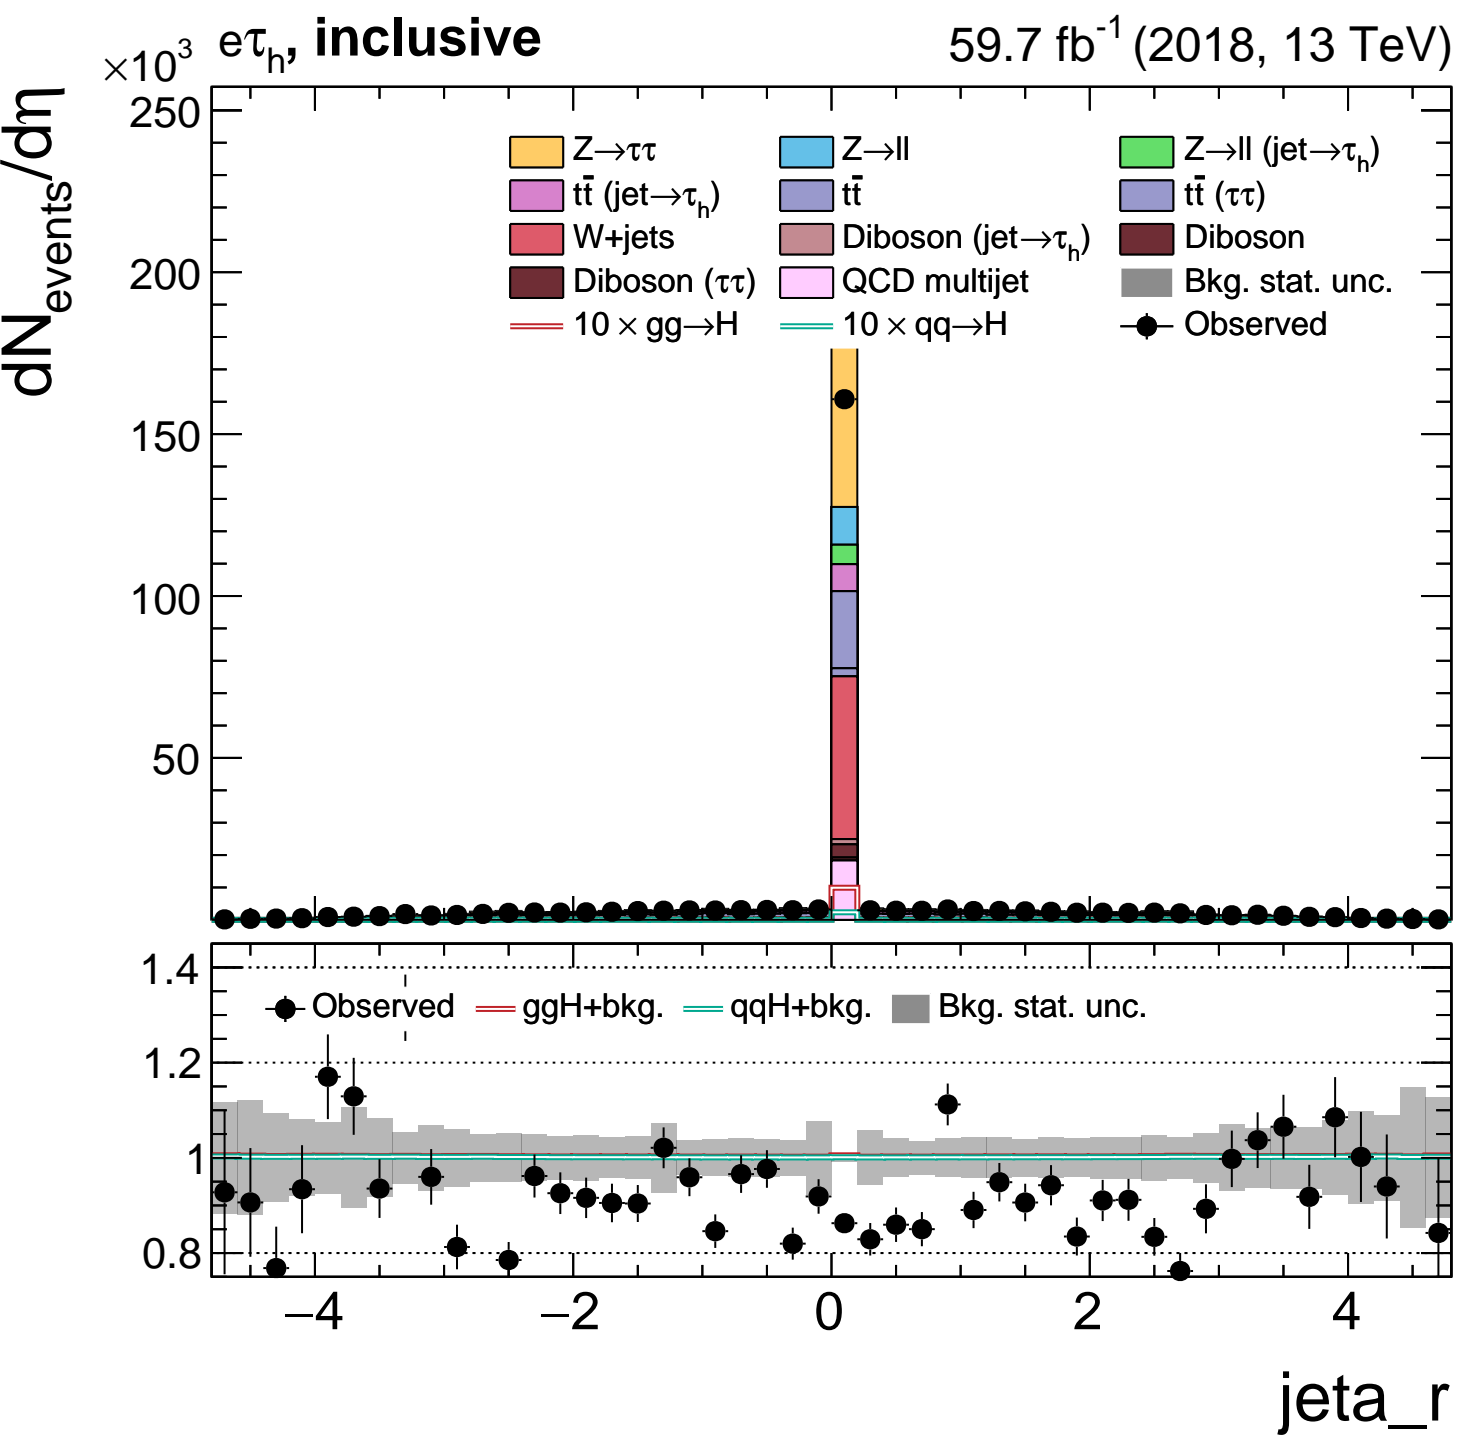 ×10³ eτₕ, inclusive 59.7 fb⁻¹ (2018, 13 TeV)
dN_events/dη
250
200
150
100
50
Z→ττ Z→ll Z→ll (jet→τₕ)
tt̄ (jet→τₕ) tt̄ tt̄ (ττ)
W+jets Diboson (jet→τₕ) Diboson
Diboson (ττ) QCD multijet Bkg. stat. unc.
10 × gg→H 10 × qq→H Observed
1.4
Observed ggH+bkg. qqH+bkg. Bkg. stat. unc.
1.2
1
0.8
−4 −2 0 2 4
jeta_r